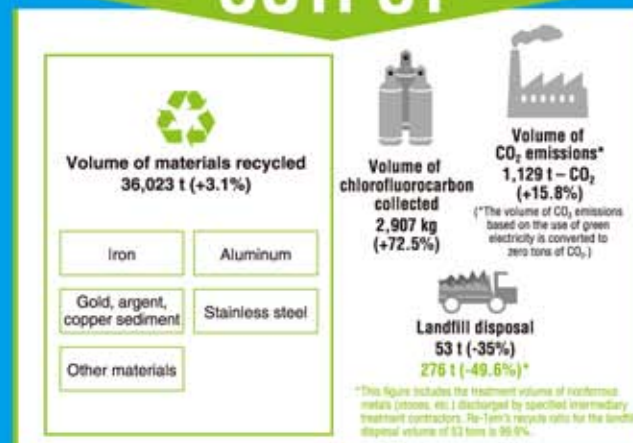 OUTPUT
Volume of materials recycled
36,023 t (+3.1%)
Iron
Aluminum
Gold, argent,
copper sediment
Stainless steel
Other materials
Volume of
chlorofluorocarbon
collected
2,907 kg
(+72.5%)
Volume of
CO₂ emissions*
1,129 t – CO₂
(+15.8%)
(*The volume of CO₂ emissions
based on the use of green
electricity is converted to
zero tons of CO₂.)
Landfill disposal
53 t (-35%)
276 t (-49.6%)*
*This figure includes the treatment volume of nonferrous
metals (stones, etc.) discharged by specified intermediary
treatment contractors. Re-Tem's recycle ratio for the landfill
disposal volume of 53 tons is 99.9%.